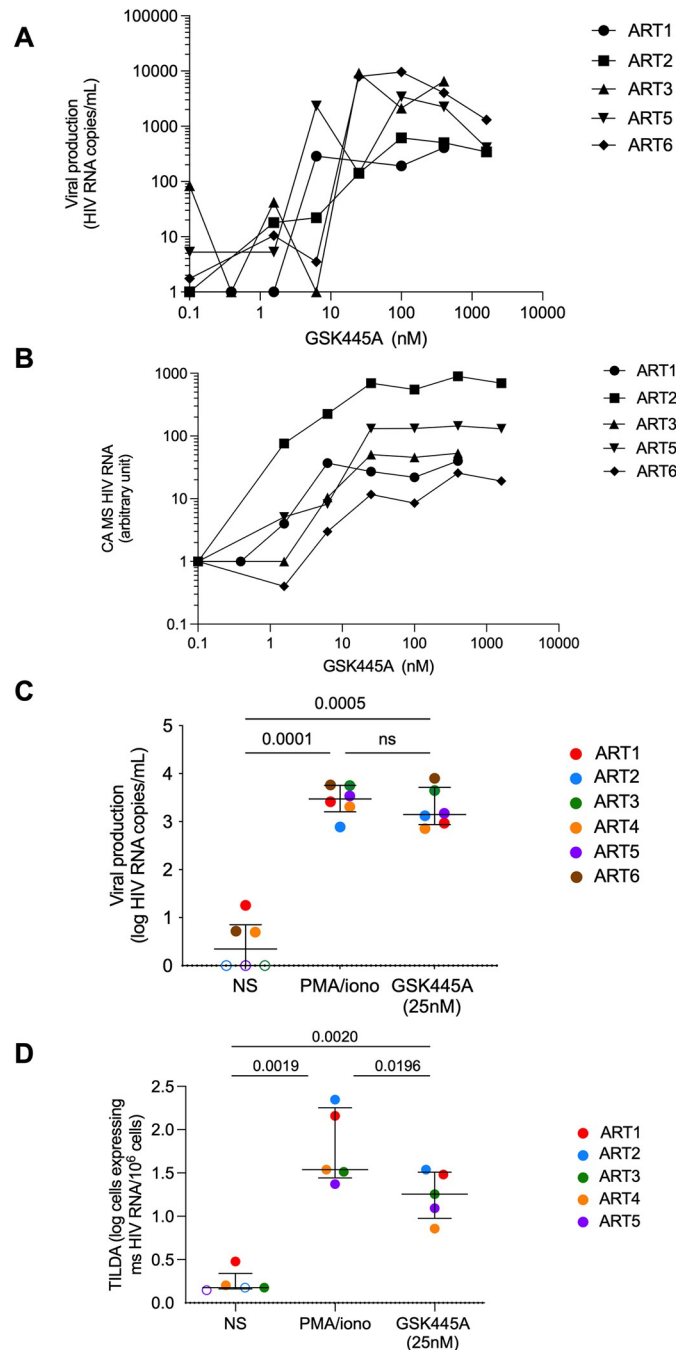 A
Viral production
(HIV RNA copies/mL)
100000
10000
1000
100
10
1
0.1
1
10
100
1000
10000
GSK445A (nM)
ART1
ART2
ART3
ART5
ART6
B
CA MS HIV RNA
(arbitrary unit)
1000
100
10
1
0.1
0.1
1
10
100
1000
10000
GSK445A (nM)
ART1
ART2
ART3
ART5
ART6
C
0.0005
0.0001
ns
Viral production
(log HIV RNA copies/mL)
5
4
3
2
1
0
NS
PMA/iono
GSK445A
(25nM)
ART1
ART2
ART3
ART4
ART5
ART6
D
0.0020
0.0019
0.0196
TILDA (log cells expressing
ms HIV RNA/10⁶ cells)
2.5
2.0
1.5
1.0
0.5
0.0
NS
PMA/iono
GSK445A
(25nM)
ART1
ART2
ART3
ART4
ART5